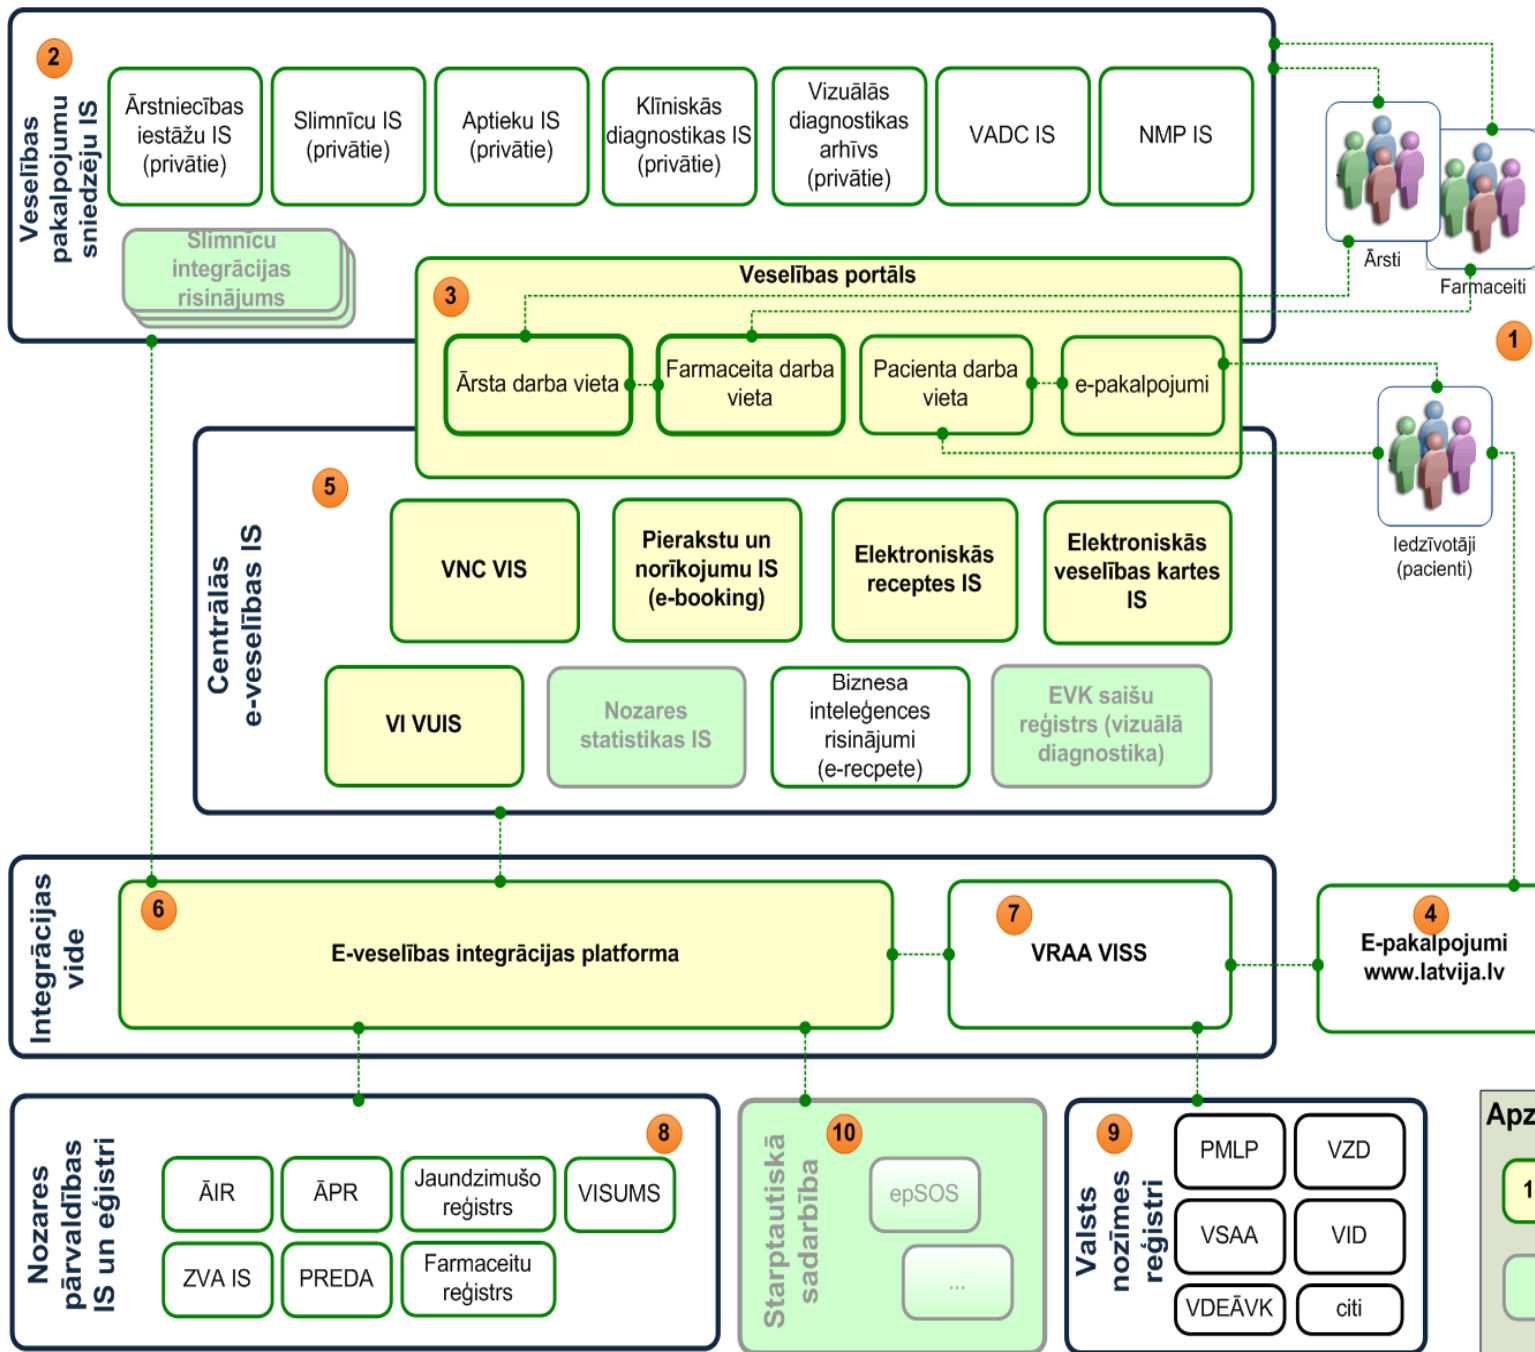 2
Veselības
pakalpojumu
sniedzēju IS
Ārstniecības
iestāžu IS
(privātie)
Slimnīcu IS
(privātie)
Aptieku IS
(privātie)
Klīniskās
diagnostikas IS
(privātie)
Vizuālās
diagnostikas
arhīvs
(privātie)
VADC IS
NMP IS
Slimnīcu
integrācijas
risinājums
Ārsti
Farmaceiti
1
3
Veselības portāls
Ārsta darba vieta
Farmaceita darba
vieta
Pacienta darba
vieta
e-pakalpojumi
Iedzīvotāji
(pacienti)
5
Centrālās
e-veselības IS
VNC VIS
Pierakstu un
norīkojumu IS
(e-booking)
Elektroniskās
receptes IS
Elektroniskās
veselības kartes
IS
VI VUIS
Nozares
statistikas IS
Biznesa
inteleģences
risinājumi
(e-recpete)
EVK saišu
reģistrs (vizuālā
diagnostika)
Integrācijas
vide
6
E-veselības integrācijas platforma
7
VRAA VISS
4
E-pakalpojumi
www.latvija.lv
Nozares
pārvaldības
IS un eģistri
8
ĀIR
ĀPR
Jaundzimušo
reģistrs
VISUMS
ZVA IS
PREDA
Farmaceitu
reģistrs
Starptautiskā
sadarbība
10
epSOS
...
Valsts
nozīmes
reģistri
9
PMLP
VZD
VSAA
VID
VDEĀVK
citi
Apz
1